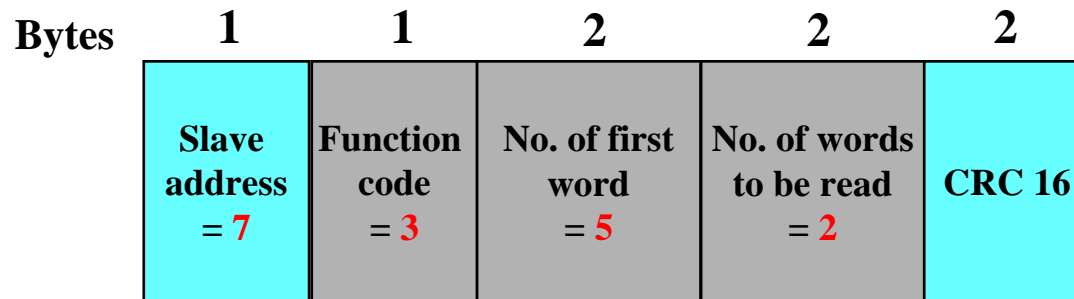 Bytes 1 1 2 2 2
Slave address = 7
Function code = 3
No. of first word = 5
No. of words to be read = 2
CRC 16